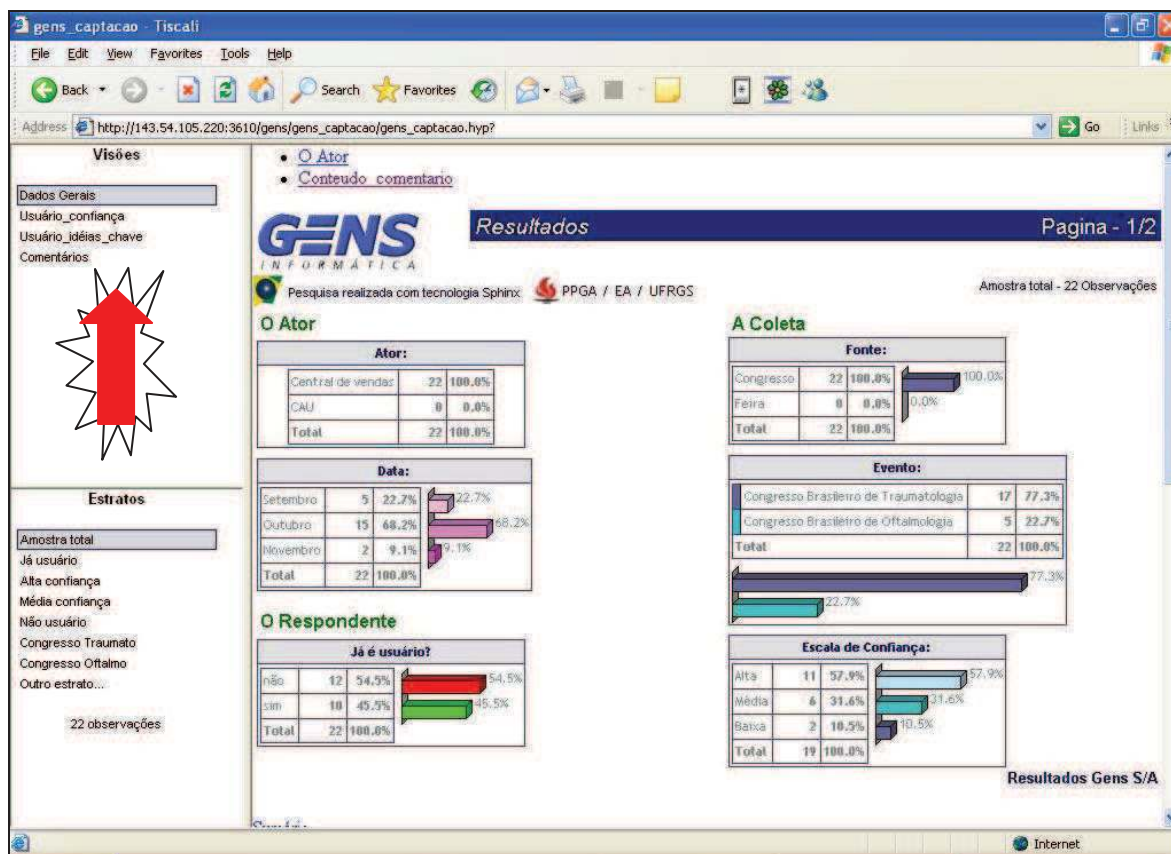 gens_captacao - Tiscali
File Edit View Favorites Tools Help
Back Search Favorites
Address http://143.54.105.220:3610/gens/gens_captacao/gens_captacao.hyp? Go Links
Visões
Dados Gerais
Usuário_confiança
Usuário_idéias_chave
Comentários
Estratos
Amostra total
Já usuário
Alta confiança
Média confiança
Não usuário
Congresso Traumato
Congresso Oftalmo
Outro estrato...
22 observações
O Ator
Conteudo comentario
GENS
INFORMÁTICA
Resultados Pagina - 1/2
Pesquisa realizada com tecnologia Sphinx PPGA / EA / UFRGS
Amostra total - 22 Observações
O Ator
Ator:
Central de vendas 22 100.0%
CAU 0 0.0%
Total 22 100.0%
Data:
Setembro 5 22.7% 22.7%
Outubro 15 68.2% 68.2%
Novembro 2 9.1% 9.1%
Total 22 100.0%
O Respondente
Já é usuário?
não 12 54.5% 54.5%
sim 10 45.5% 45.5%
Total 22 100.0%
A Coleta
Fonte:
Congresso 22 100.0% 100.0%
Feira 0 0.0% 0.0%
Total 22 100.0%
Evento:
Congresso Brasileiro de Traumatologia 17 77.3%
Congresso Brasileiro de Oftalmologia 5 22.7%
Total 22 100.0%
77.3%
22.7%
Escala de Confiança:
Alta 11 57.9% 57.9%
Média 6 31.6% 31.6%
Baixa 2 10.5% 10.5%
Total 19 100.0%
Resultados Gens S/A
Internet